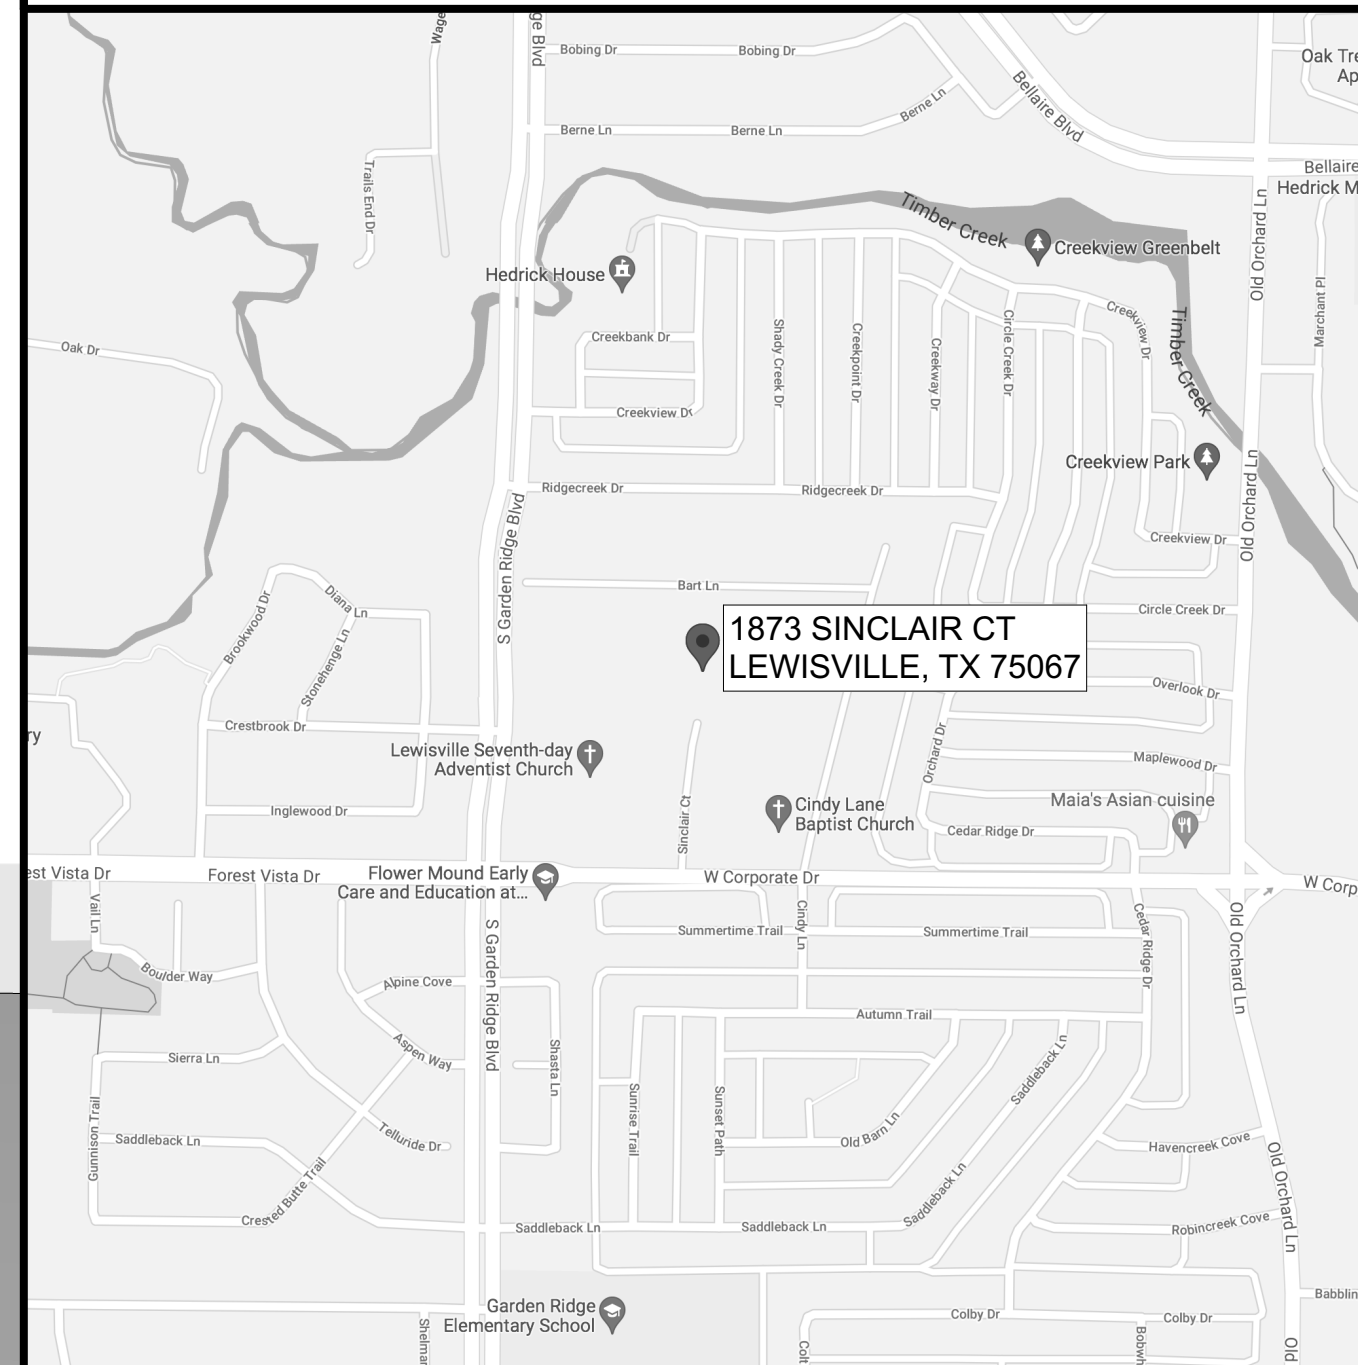 Wage
ge Blvd
Bobing Dr
Bobing Dr
Bellaire Blvd
Oak Tre
Ap
Berne Ln
Berne Ln
Berne Ln
Bellaire
Hedrick M
Trails End Dr
Timber Creek
Creekview Greenbelt
Old Orchard Ln
Hedrick House
Marchant Pl
Creekview Dr
Timber Creek
Oak Dr
Creekbank Dr
Shady Creek Dr
Creekpoint Dr
Creekway Dr
Circle Creek Dr
Creekview Dr
Creekview Park
Old Orchard Ln
Ridgecreek Dr
Ridgecreek Dr
S Garden Ridge Blvd
Creekview Dr
Bart Ln
Diana Ln
Brookwood Dr
Stonehenge Ln
Circle Creek Dr
1873 SINCLAIR CT
LEWISVILLE, TX 75067
Overlook Dr
Crestbrook Dr
ry
Lewisville Seventh-day
Adventist Church
Orchard Dr
Maplewood Dr
Inglewood Dr
Sinclair Ct
Cindy Lane
Baptist Church
Maia's Asian cuisine
Cedar Ridge Dr
est Vista Dr
Forest Vista Dr
Flower Mound Early
Care and Education at...
W Corporate Dr
W Corp
Vail Ln
S Garden Ridge Blvd
Summertime Trail
Cindy Ln
Summertime Trail
Cedar Ridge Dr
Old Orchard Ln
Boulder Way
Alpine Cove
Autumn Trail
Sierra Ln
Aspen Way
Shasta Ln
Saddleback Ln
Gunnison Trail
Sunrise Trail
Sunset Path
Saddleback Ln
Telluride Dr
Old Barn Ln
Havencreek Cove
Crested Butte Trail
Saddleback Ln
Old Orchard Ln
Saddleback Ln
Saddleback Ln
Robincreek Cove
Garden Ridge
Elementary School
Colby Dr
Colby Dr
Babblin
Shelmar
Colt
Bobwh
Old